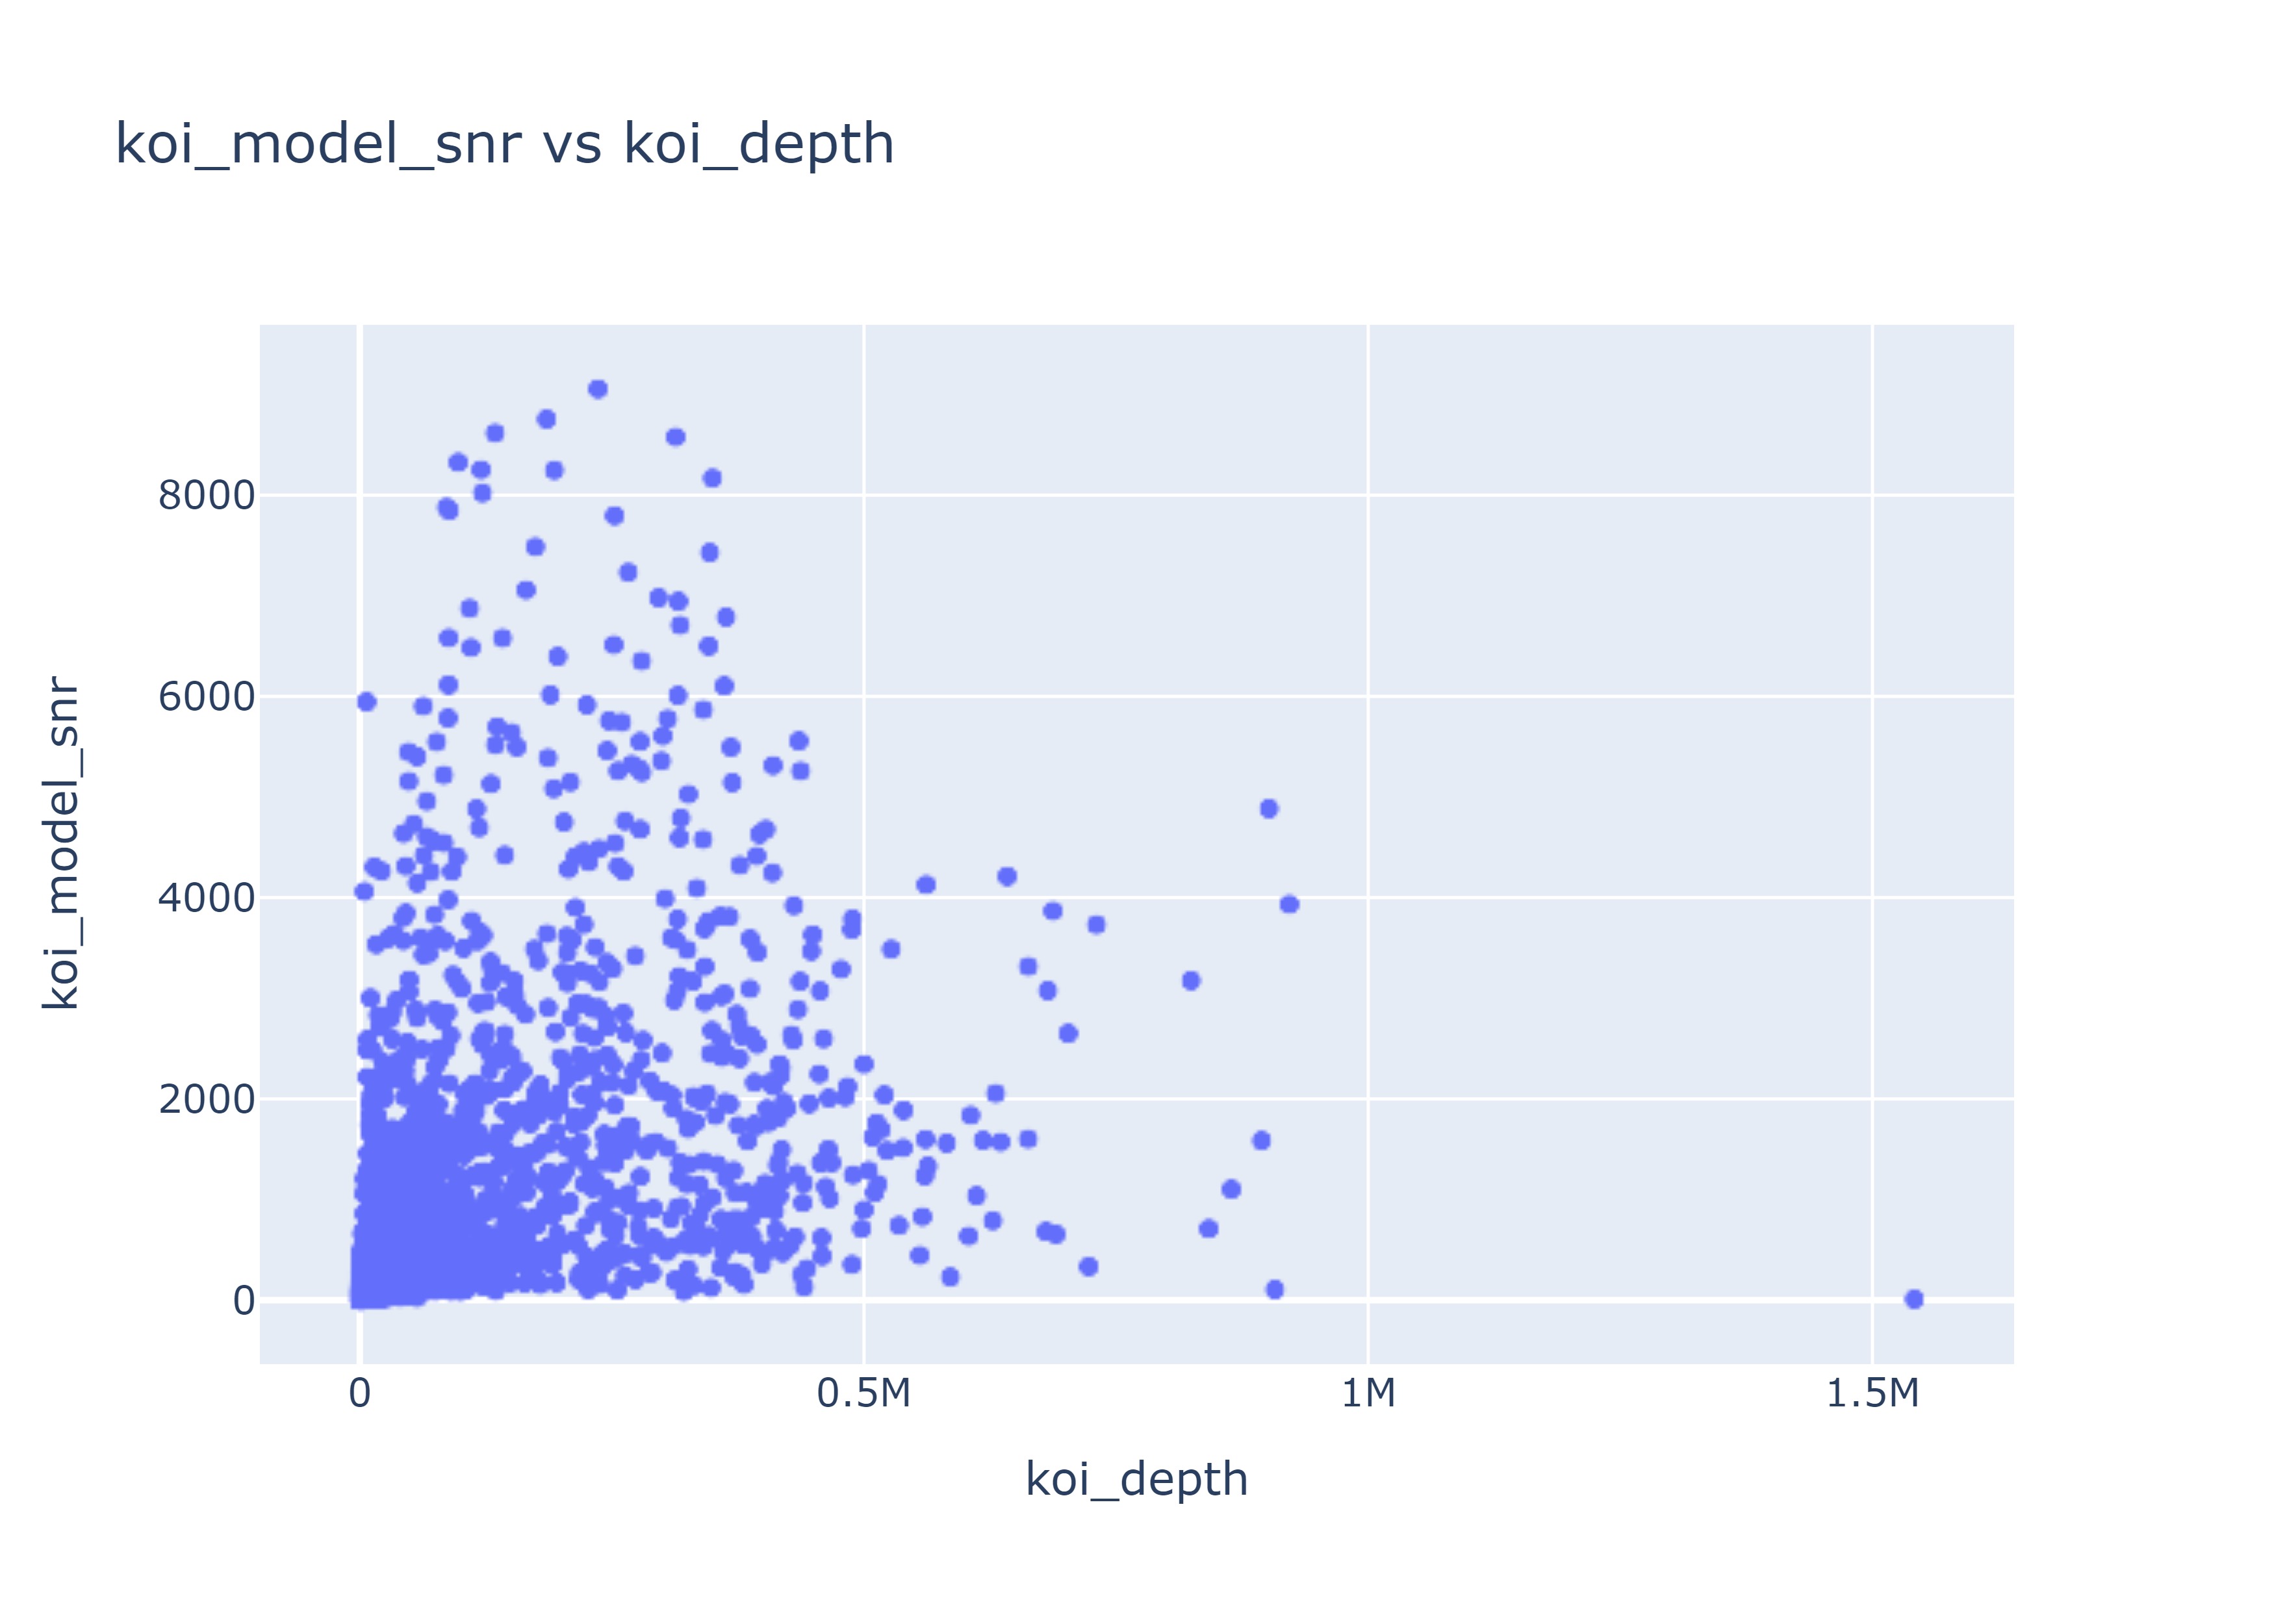 koi_model_snr vs koi_depth
8000
6000
4000
2000
0
koi_model_snr
0
0.5M
1M
1.5M
koi_depth